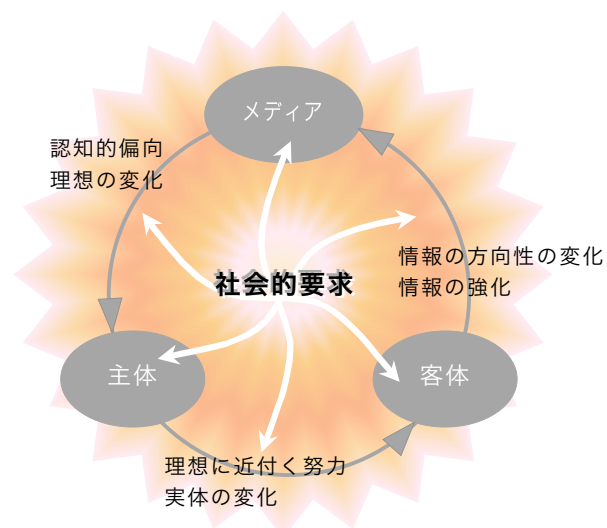 メディア
認知的偏向
理想の変化
情報の方向性の変化
情報の強化
社会的要求
主体
客体
理想に近付く努力
実体の変化